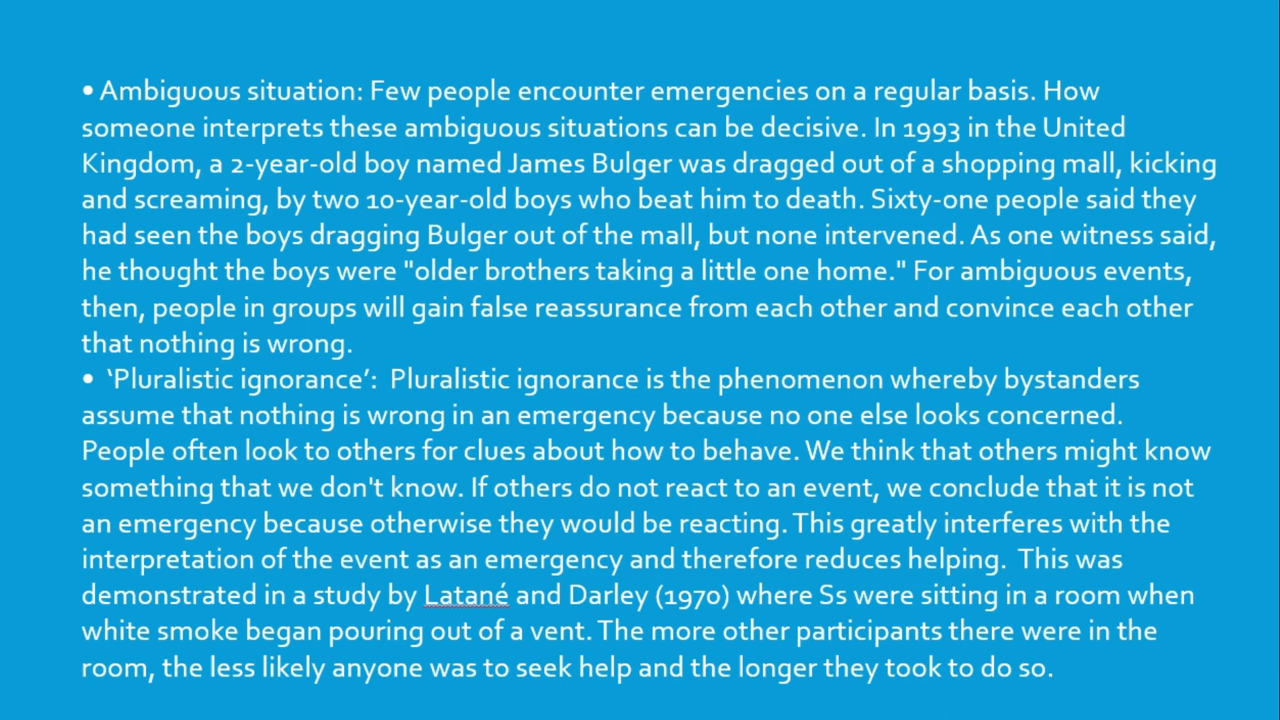 • Ambiguous situation: Few people encounter emergencies on a regular basis. How
someone interprets these ambiguous situations can be decisive. In 1993 in the United
Kingdom, a 2-year-old boy named James Bulger was dragged out of a shopping mall, kicking
and screaming, by two 10-year-old boys who beat him to death. Sixty-one people said they
had seen the boys dragging Bulger out of the mall, but none intervened. As one witness said,
he thought the boys were "older brothers taking a little one home." For ambiguous events,
then, people in groups will gain false reassurance from each other and convince each other
that nothing is wrong.
• ‘Pluralistic ignorance’: Pluralistic ignorance is the phenomenon whereby bystanders
assume that nothing is wrong in an emergency because no one else looks concerned.
People often look to others for clues about how to behave. We think that others might know
something that we don't know. If others do not react to an event, we conclude that it is not
an emergency because otherwise they would be reacting. This greatly interferes with the
interpretation of the event as an emergency and therefore reduces helping. This was
demonstrated in a study by Latané and Darley (1970) where Ss were sitting in a room when
white smoke began pouring out of a vent. The more other participants there were in the
room, the less likely anyone was to seek help and the longer they took to do so.